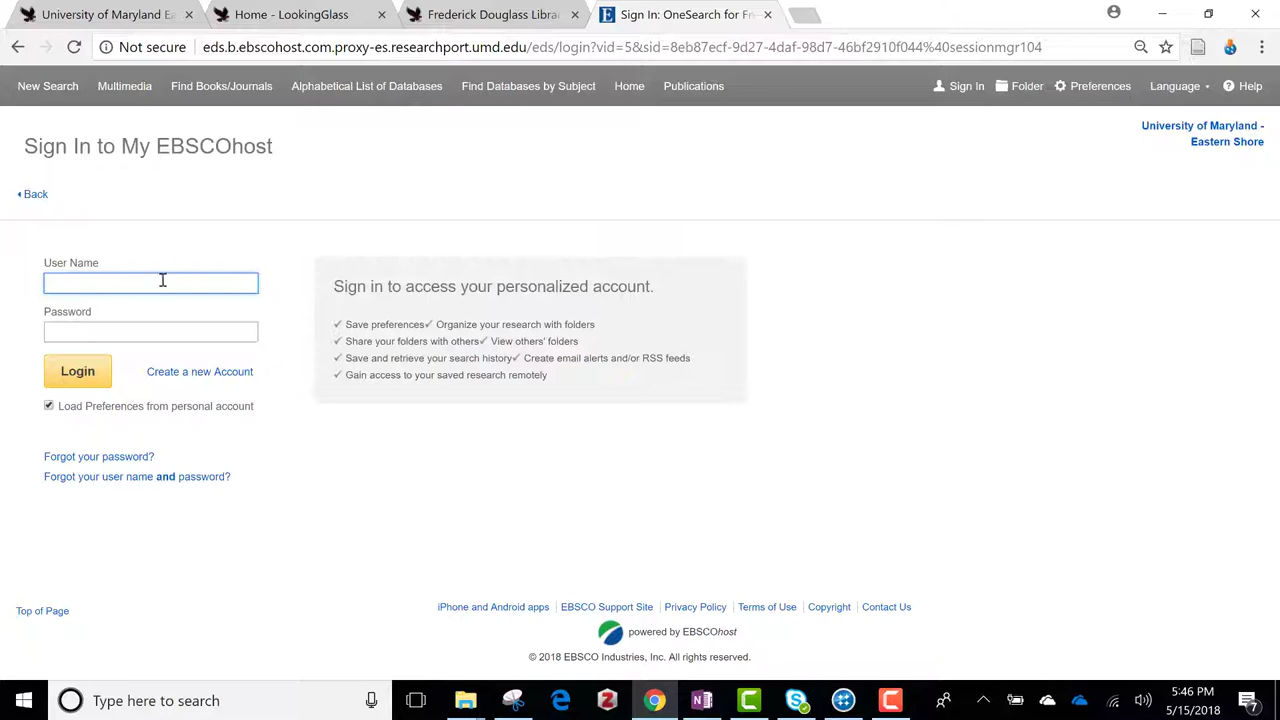 University of Maryland Ea
Home - LookingGlass
Frederick Douglass Libra
Sign In: OneSearch for Fre
Not secure
eds.b.ebscohost.com.proxy-es.researchport.umd.edu/eds/login?vid=5&sid=8eb87ecf-9d27-4daf-98d7-46bf2910f044%40sessionmgr104
New Search
Multimedia
Find Books/Journals
Alphabetical List of Databases
Find Databases by Subject
Home
Publications
Sign In
Folder
Preferences
Language
Help
Sign In to My EBSCOhost
University of Maryland -
Eastern Shore
Back
User Name
Password
Login
Create a new Account
Load Preferences from personal account
Forgot your password?
Forgot your user name and password?
Sign in to access your personalized account.
✓ Save preferences✓ Organize your research with folders
✓ Share your folders with others✓ View others' folders
✓ Save and retrieve your search history✓ Create email alerts and/or RSS feeds
✓ Gain access to your saved research remotely
Top of Page
iPhone and Android apps
EBSCO Support Site
Privacy Policy
Terms of Use
Copyright
Contact Us
powered by EBSCOhost
© 2018 EBSCO Industries, Inc. All rights reserved.
Type here to search
5:46 PM
5/15/2018
7